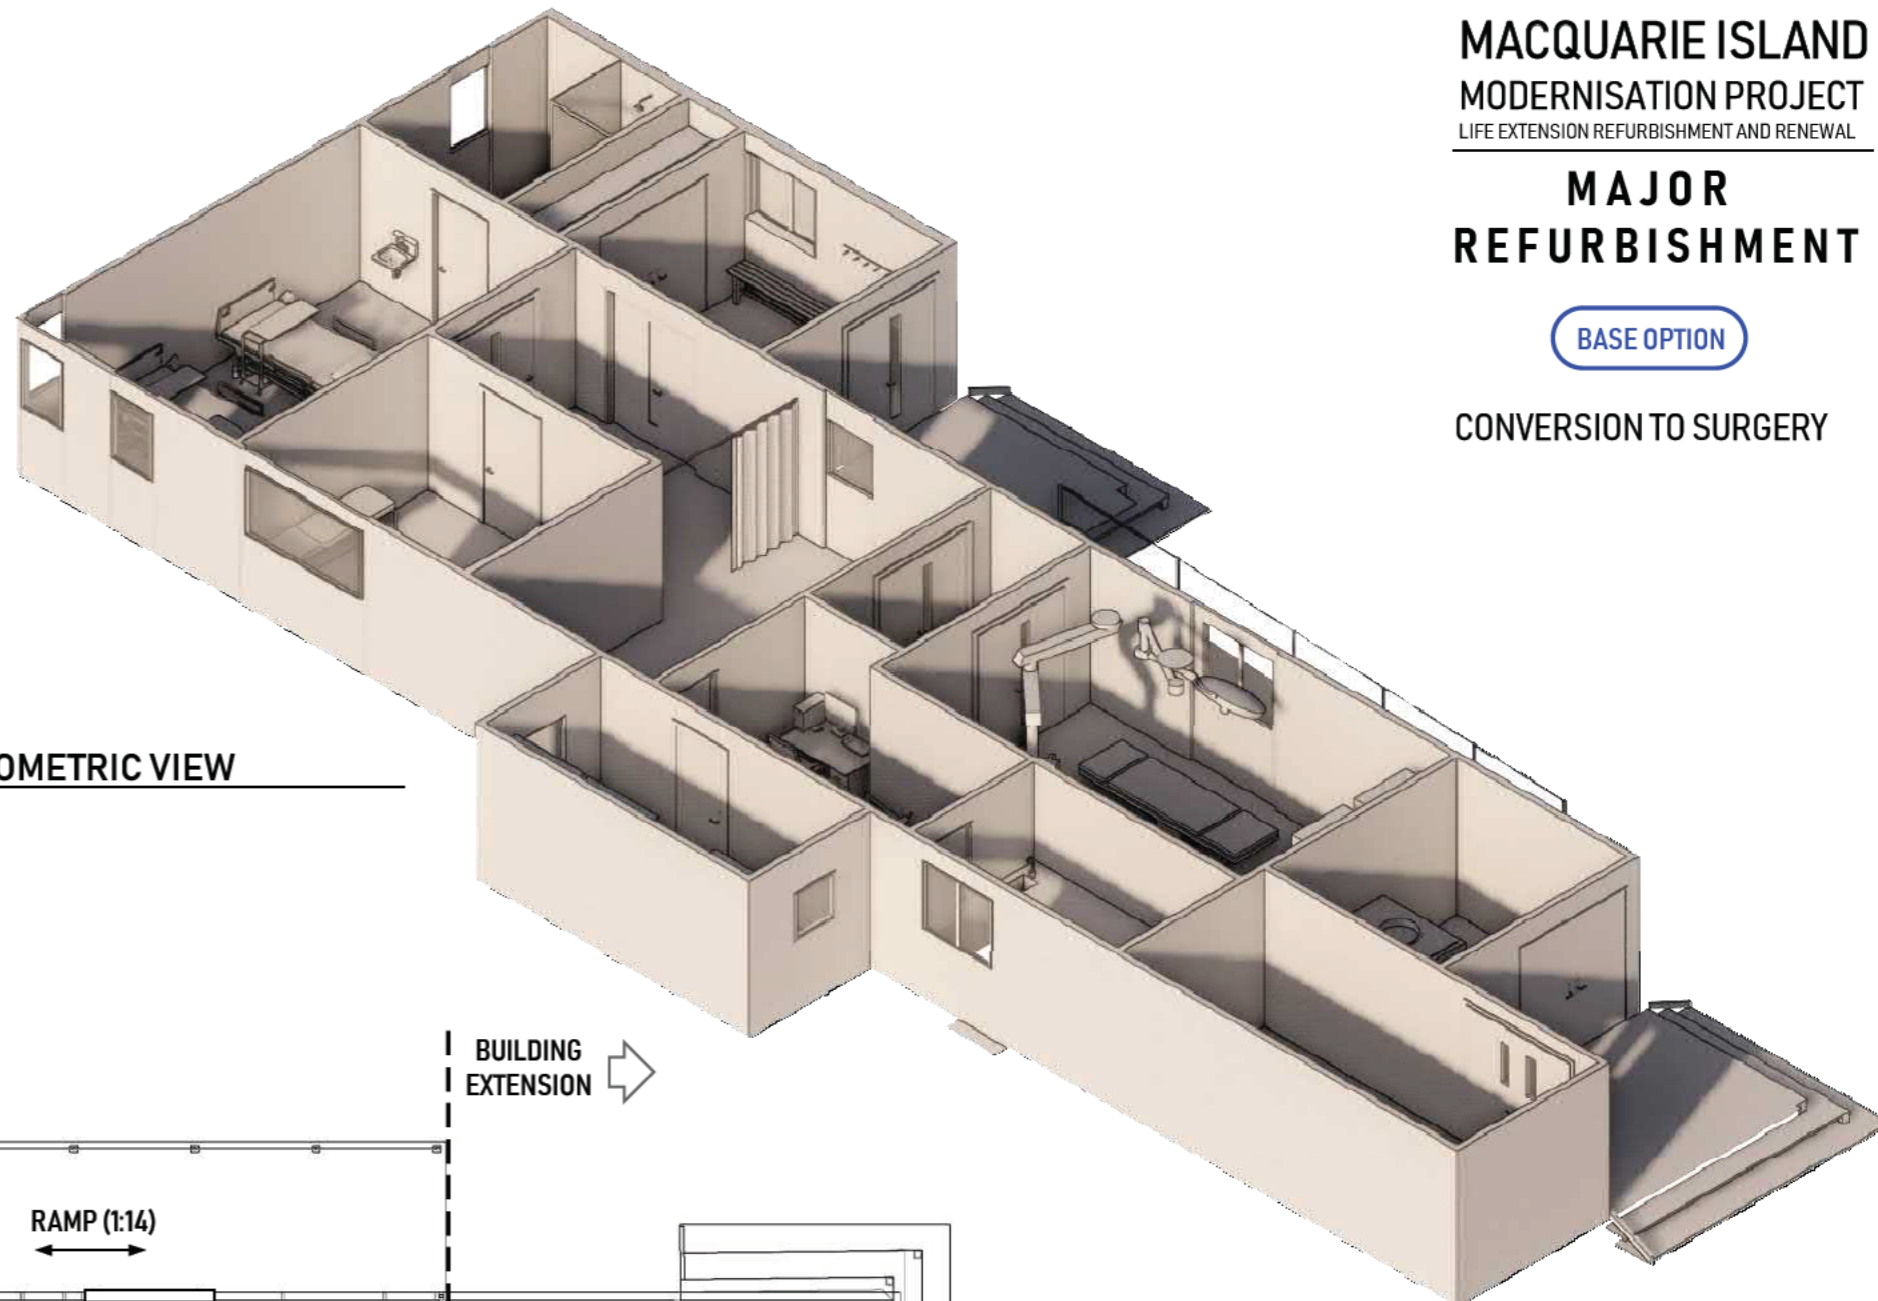 MACQUARIE ISLAND
MODERNISATION PROJECT
LIFE EXTENSION REFURBISHMENT AND RENEWAL
MAJOR
REFURBISHMENT
BASE OPTION
CONVERSION TO SURGERY
OMETRIC VIEW
BUILDING
EXTENSION
RAMP (1:14)